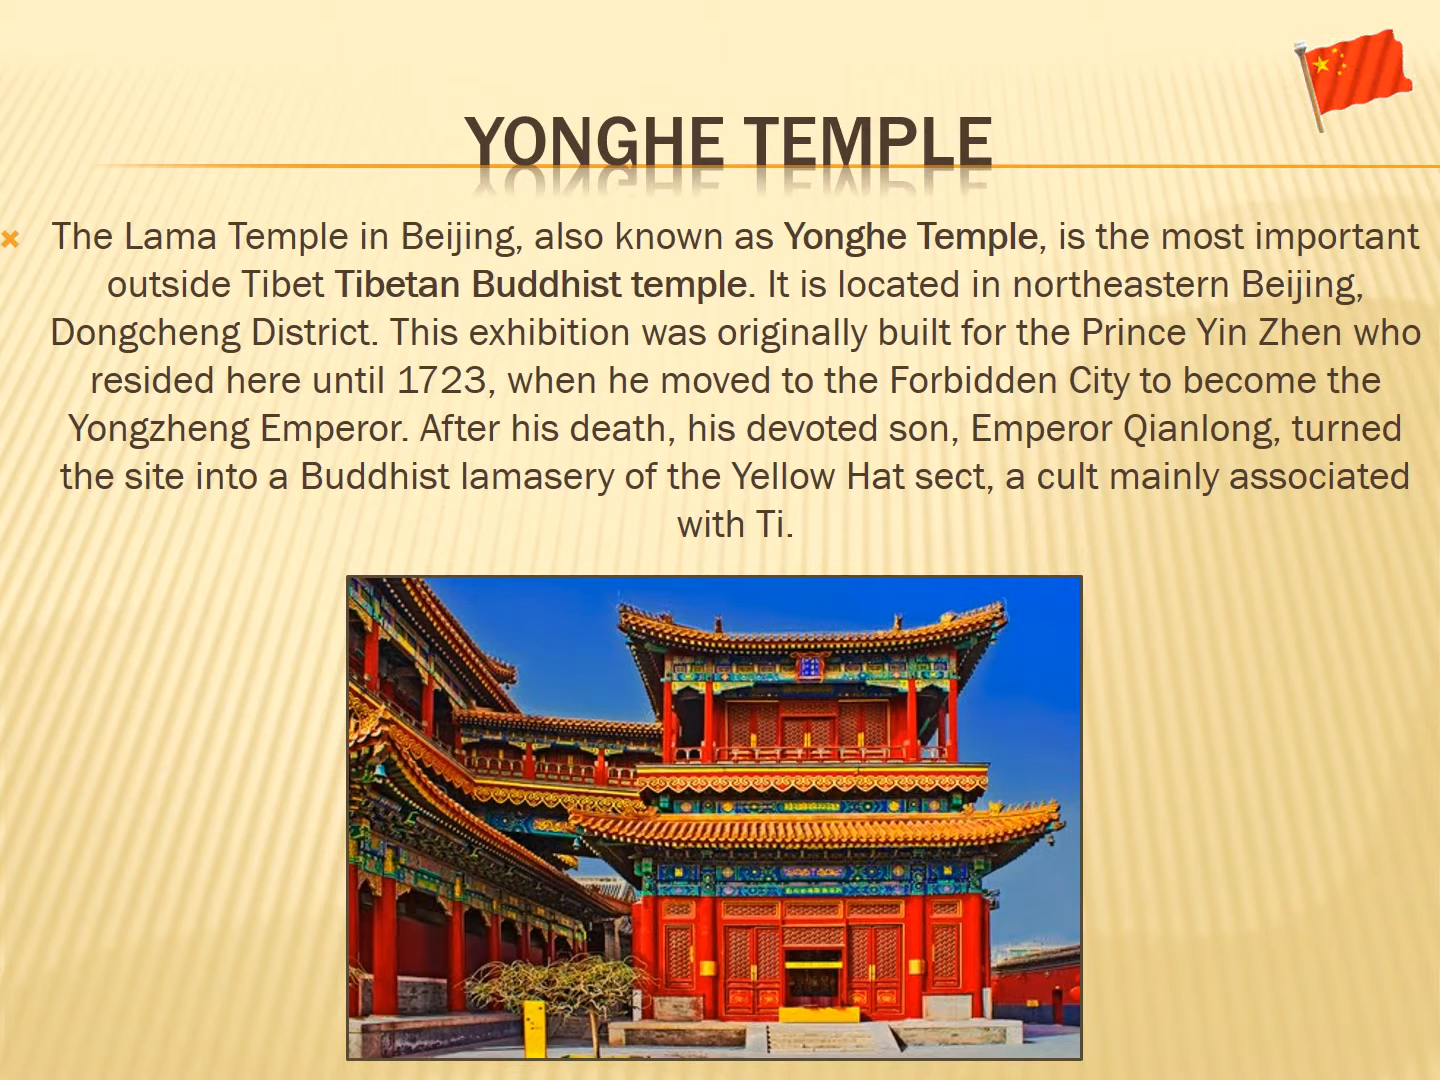 YONGHE TEMPLE
The Lama Temple in Beijing, also known as Yonghe Temple, is the most important
outside Tibet Tibetan Buddhist temple. It is located in northeastern Beijing,
Dongcheng District. This exhibition was originally built for the Prince Yin Zhen who
resided here until 1723, when he moved to the Forbidden City to become the
Yongzheng Emperor. After his death, his devoted son, Emperor Qianlong, turned
the site into a Buddhist lamasery of the Yellow Hat sect, a cult mainly associated
with Ti.